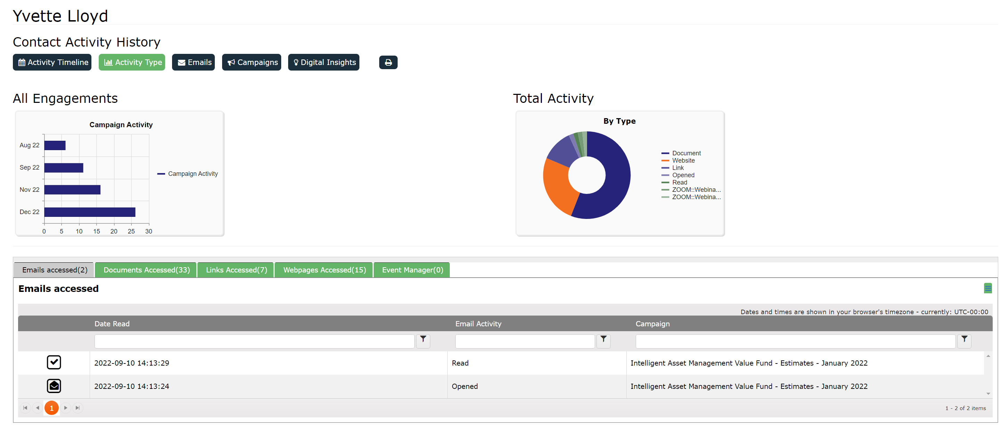 Yvette Lloyd
Contact Activity History
Activity Timeline
Activity Type
Emails
Campaigns
Digital Insights
All Engagements
Total Activity
Campaign Activity
Aug 22
Sep 22
Nov 22
Dec 22
0 5 10 15 20 25 30
Campaign Activity
By Type
Document
Website
Link
Opened
Read
ZOOM::Webina...
ZOOM::Webina...
Emails accessed(2)
Documents Accessed(33)
Links Accessed(7)
Webpages Accessed(15)
Event Manager(0)
Emails accessed
Dates and times are shown in your browser's timezone - currently: UTC-00:00
Date Read Email Activity Campaign
2022-09-10 14:13:29 Read Intelligent Asset Management Value Fund - Estimates - January 2022
2022-09-10 14:13:24 Opened Intelligent Asset Management Value Fund - Estimates - January 2022
1
1 - 2 of 2 items